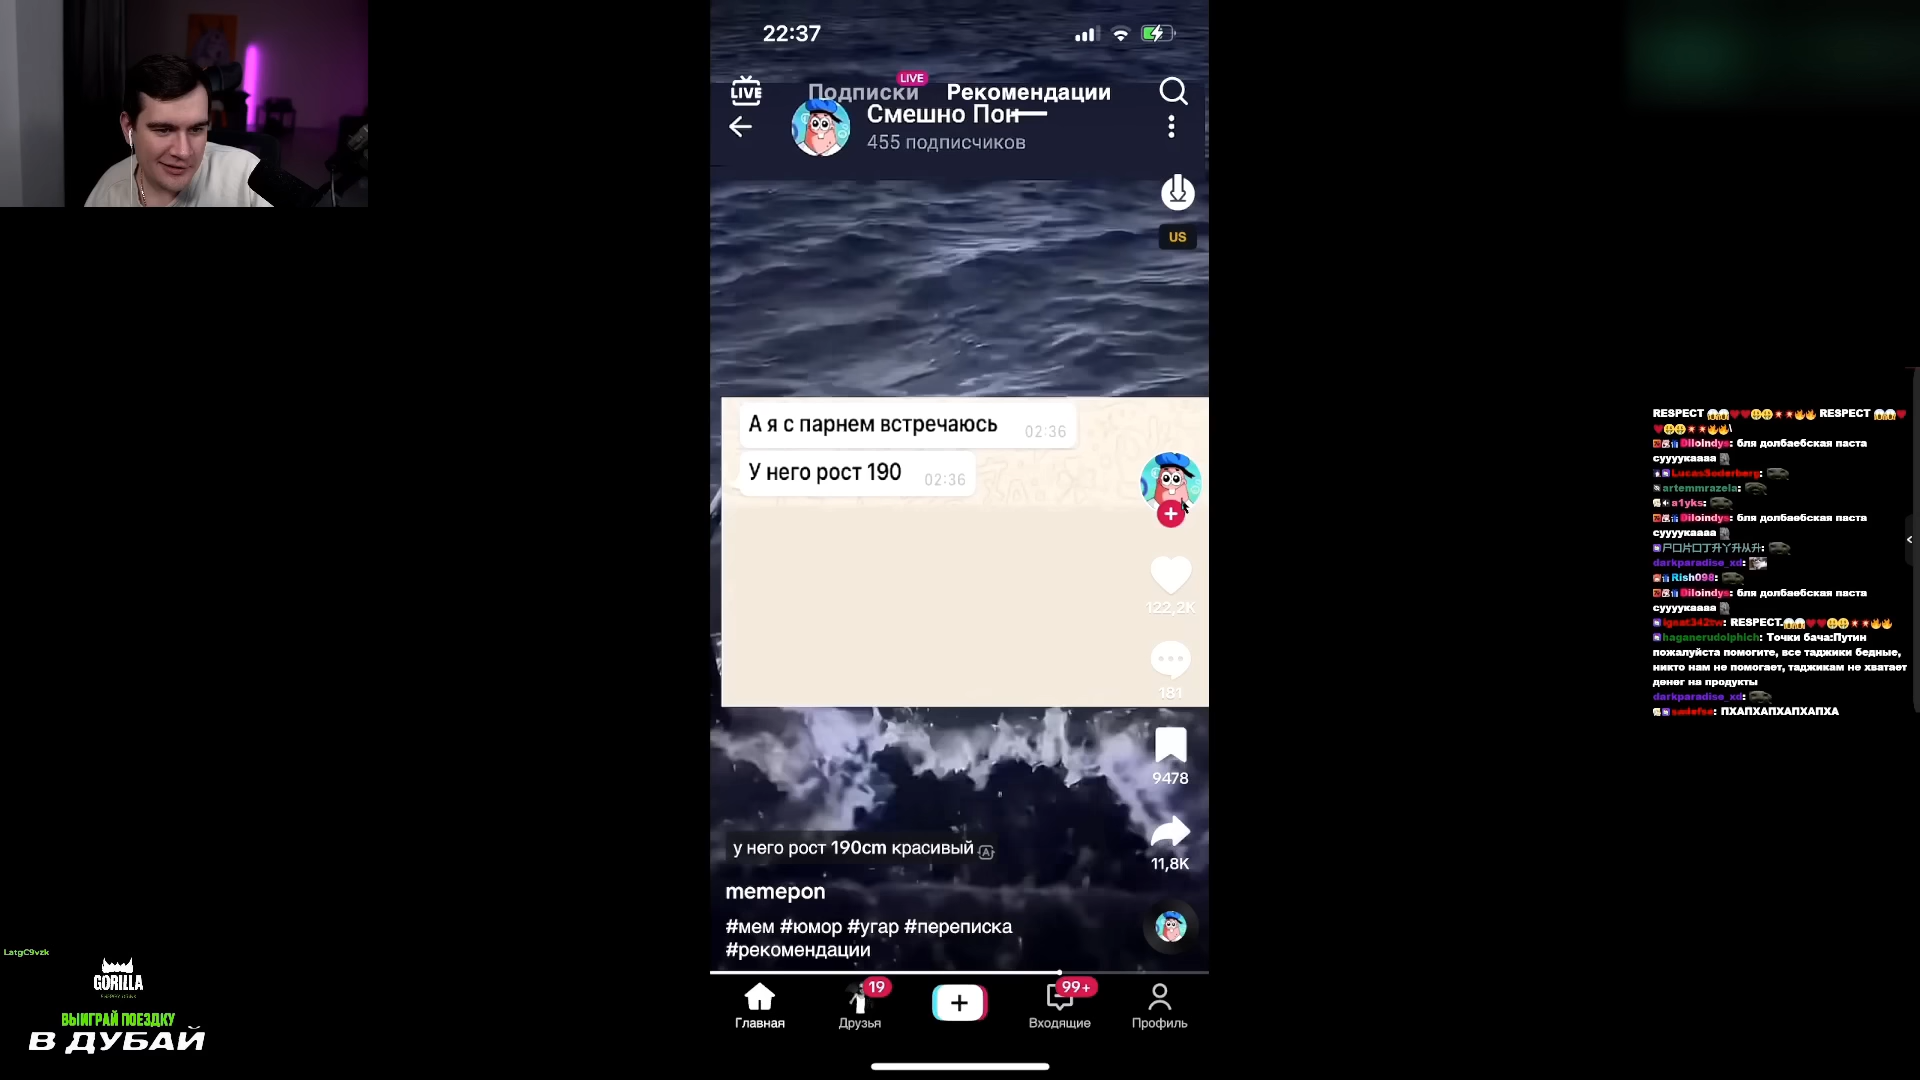 22:37
LIVE
LIVE
Подписки Рекомендации
Смешно Пон
455 подписчиков
US
А я с парнем встречаюсь 02:36
У него рост 190 02:36
122,2K
181
9478
11,8K
у него рост 190cm красивый
memepon
#мем #юмор #угар #переписка
#рекомендации
19
99+
Главная
Друзья
Входящие
Профиль
RESPECT RESPECT
Diloindys: бля долбаебская паста
суууукаааа
LucasSoderberg:
artemmrazela:
a1yks:
Diloindys: бля долбаебская паста
суууукаааа
darkparadise_xd:
Rish098:
Diloindys: бля долбаебская паста
суууукаааа
ignat342tw: RESPECT.
haganerudolphich: Точки бача:Путин
пожалуйста помогите, все таджики бедные,
никто нам не помогает, таджикам не хватает
денег на продукты
darkparadise_xd:
ПХАПХАПХАПХАПХА
LatgC9vzk
GORILLA
ВЫИГРАЙ ПОЕЗДКУ
В ДУБАЙ